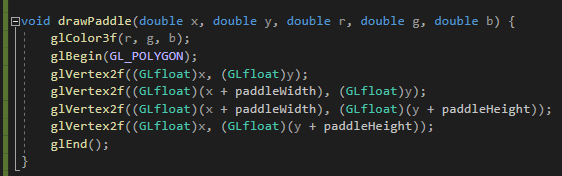 void drawPaddle(double x, double y, double r, double g, double b) {
glColor3f(r, g, b);
glBegin(GL_POLYGON);
glVertex2f((GLfloat)x, (GLfloat)y);
glVertex2f((GLfloat)(x + paddleWidth), (GLfloat)y);
glVertex2f((GLfloat)(x + paddleWidth), (GLfloat)(y + paddleHeight));
glVertex2f((GLfloat)x, (GLfloat)(y + paddleHeight));
glEnd();
}